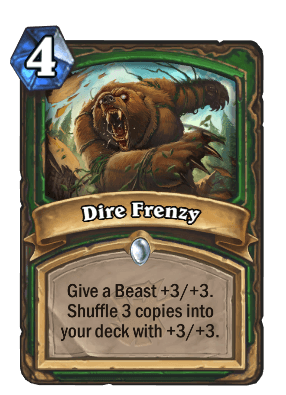 4
Dire Frenzy
Give a Beast +3/+3.
Shuffle 3 copies into
your deck with +3/+3.